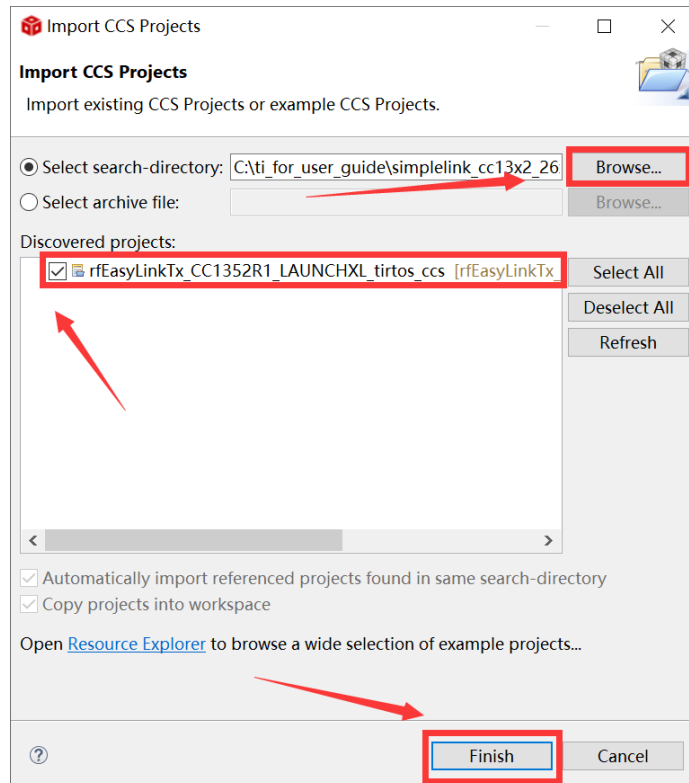 Import CCS Projects
Import CCS Projects
Import existing CCS Projects or example CCS Projects.
Select search-directory: C:\ti_for_user_guide\simplelink_cc13x2_26 Browse...
Select archive file: Browse...
Discovered projects:
rfEasyLinkTx_CC1352R1_LAUNCHXL_tirtos_ccs [rfEasyLinkTx_ Select All
Deselect All
Refresh
Automatically import referenced projects found in same search-directory
Copy projects into workspace
Open Resource Explorer to browse a wide selection of example projects...
? Finish Cancel